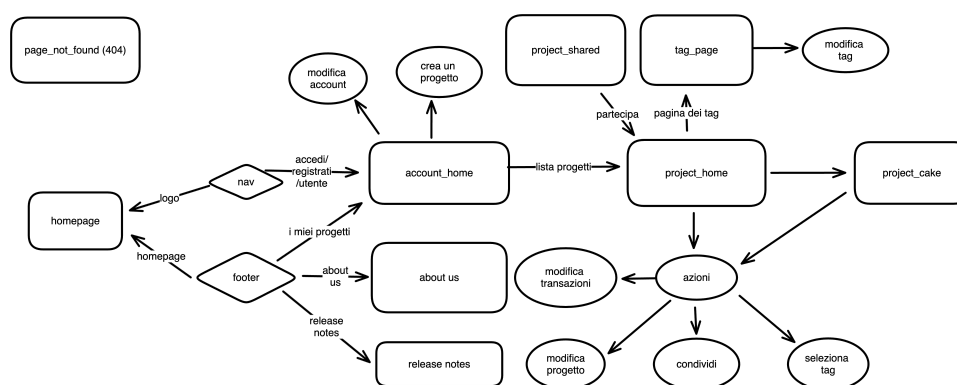 page_not_found (404)
project_shared
tag_page
modifica
tag
modifica
account
crea un
progetto
partecipa
pagina dei tag
accedi/
registrati
/utente
nav
account_home
lista progetti
project_home
project_cake
logo
homepage
i miei progetti
homepage
footer
about
us
about us
modifica
transazioni
azioni
release
notes
release notes
modifica
progetto
condividi
seleziona
tag